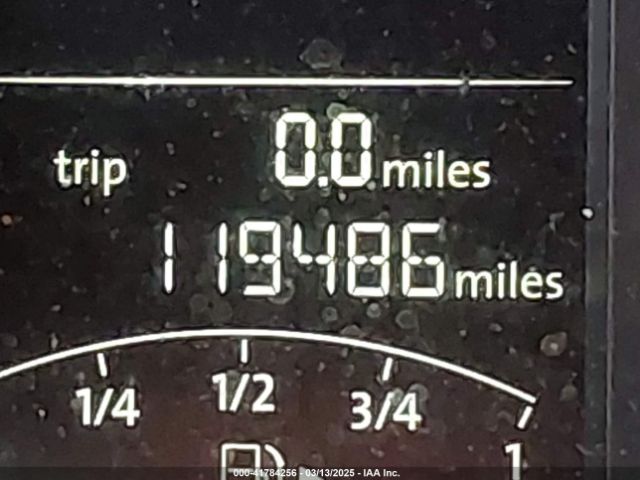 trip 0.0 miles
119486 miles
1/4 1/2 3/4 1
000-41784256 - 03/13/2025 - IAA Inc.